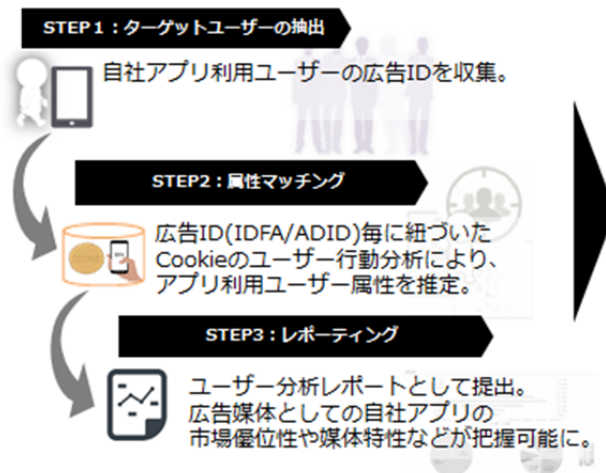 STEP1：ターゲットユーザーの抽出
自社アプリ利用ユーザーの広告IDを収集。
STEP2：属性マッチング
広告ID(IDFA/ADID)毎に紐づいた
Cookieのユーザー行動分析により、
アプリ利用ユーザー属性を推定。
STEP3：レポーティング
ユーザー分析レポートとして提出。
広告媒体としての自社アプリの
市場優位性や媒体特性などが把握可能に。